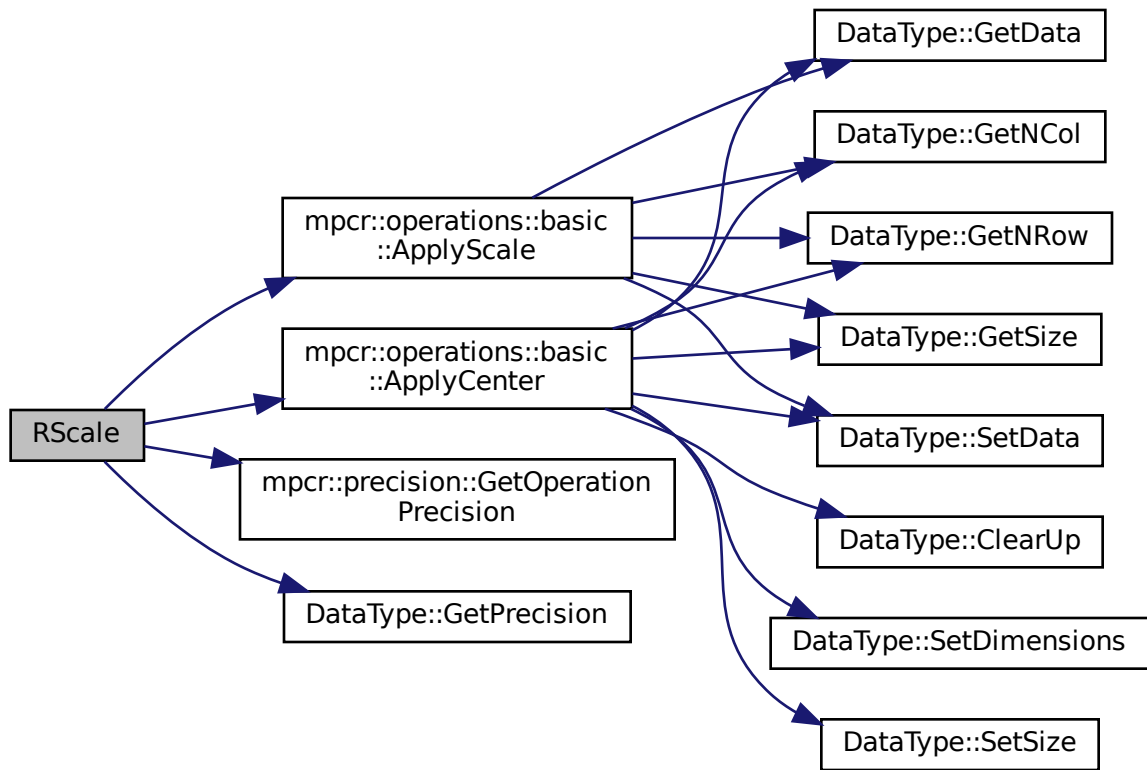 RScale
mpcr::operations::basic
::ApplyScale
mpcr::operations::basic
::ApplyCenter
mpcr::precision::GetOperation
Precision
DataType::GetPrecision
DataType::GetData
DataType::GetNCol
DataType::GetNRow
DataType::GetSize
DataType::SetData
DataType::ClearUp
DataType::SetDimensions
DataType::SetSize